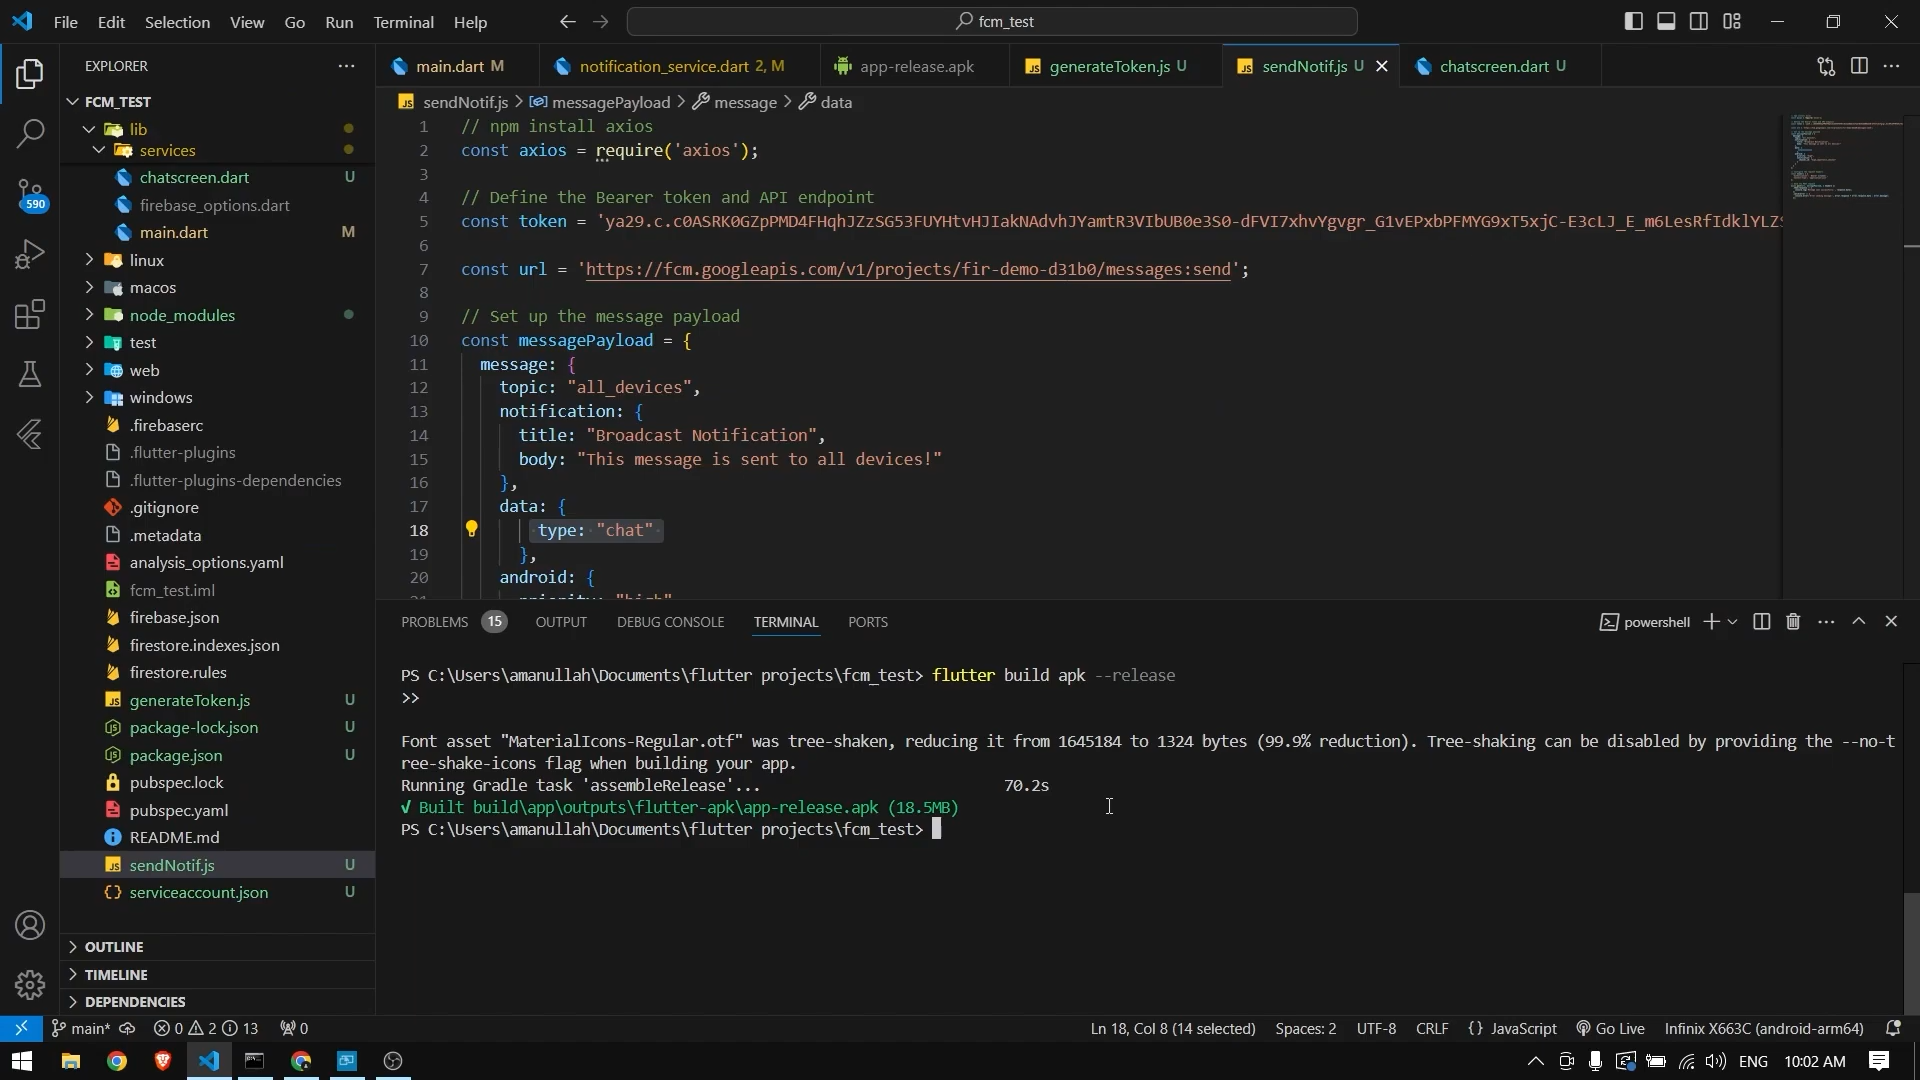 File Edit Selection View Go Run Terminal Help
fcm_test
EXPLORER
FCM_TEST
lib
services
chatscreen.dart U
firebase_options.dart
main.dart M
linux
macos
node_modules
test
web
windows
.firebaserc
.flutter-plugins
.flutter-plugins-dependencies
.gitignore
.metadata
analysis_options.yaml
fcm_test.iml
firebase.json
firestore.indexes.json
firestore.rules
generateToken.js U
package-lock.json U
package.json U
pubspec.lock
pubspec.yaml
README.md
sendNotif.js U
serviceaccount.json U
OUTLINE
TIMELINE
DEPENDENCIES
590
main.dart M
notification_service.dart 2, M
app-release.apk
generateToken.js U
sendNotif.js U
chatscreen.dart U
sendNotif.js > messagePayload > message > data
1 // npm install axios
2 const axios = require('axios');
3
4 // Define the Bearer token and API endpoint
5 const token = 'ya29.c.c0ASRK0GZpPMD4FHqhJZzSG53FUYHtvHJIakNAdvhJYamtR3VIbUB0e3S0-dFVI7xhvYgvgr_G1vEPxbPFMYG9xT5xjC-E3cLJ_E_m6LesRfIdklYLZS
6
7 const url = 'https://fcm.googleapis.com/v1/projects/fir-demo-d31b0/messages:send';
8
9 // Set up the message payload
10 const messagePayload = {
11 message: {
12 topic: "all_devices",
13 notification: {
14 title: "Broadcast Notification",
15 body: "This message is sent to all devices!"
16 },
17 data: {
18 type: "chat"
19 },
20 android: {
21 priority: "high"
PROBLEMS 15 OUTPUT DEBUG CONSOLE TERMINAL PORTS
powershell
PS C:\Users\amanullah\Documents\flutter projects\fcm_test> flutter build apk --release
>>
Font asset "MaterialIcons-Regular.otf" was tree-shaken, reducing it from 1645184 to 1324 bytes (99.9% reduction). Tree-shaking can be disabled by providing the --no-t
ree-shake-icons flag when building your app.
Running Gradle task 'assembleRelease'... 70.2s
√ Built build\app\outputs\flutter-apk\app-release.apk (18.5MB)
PS C:\Users\amanullah\Documents\flutter projects\fcm_test>
main* 0 2 13 0
Ln 18, Col 8 (14 selected) Spaces: 2 UTF-8 CRLF {} JavaScript Go Live Infinix X663C (android-arm64)
ENG 10:02 AM